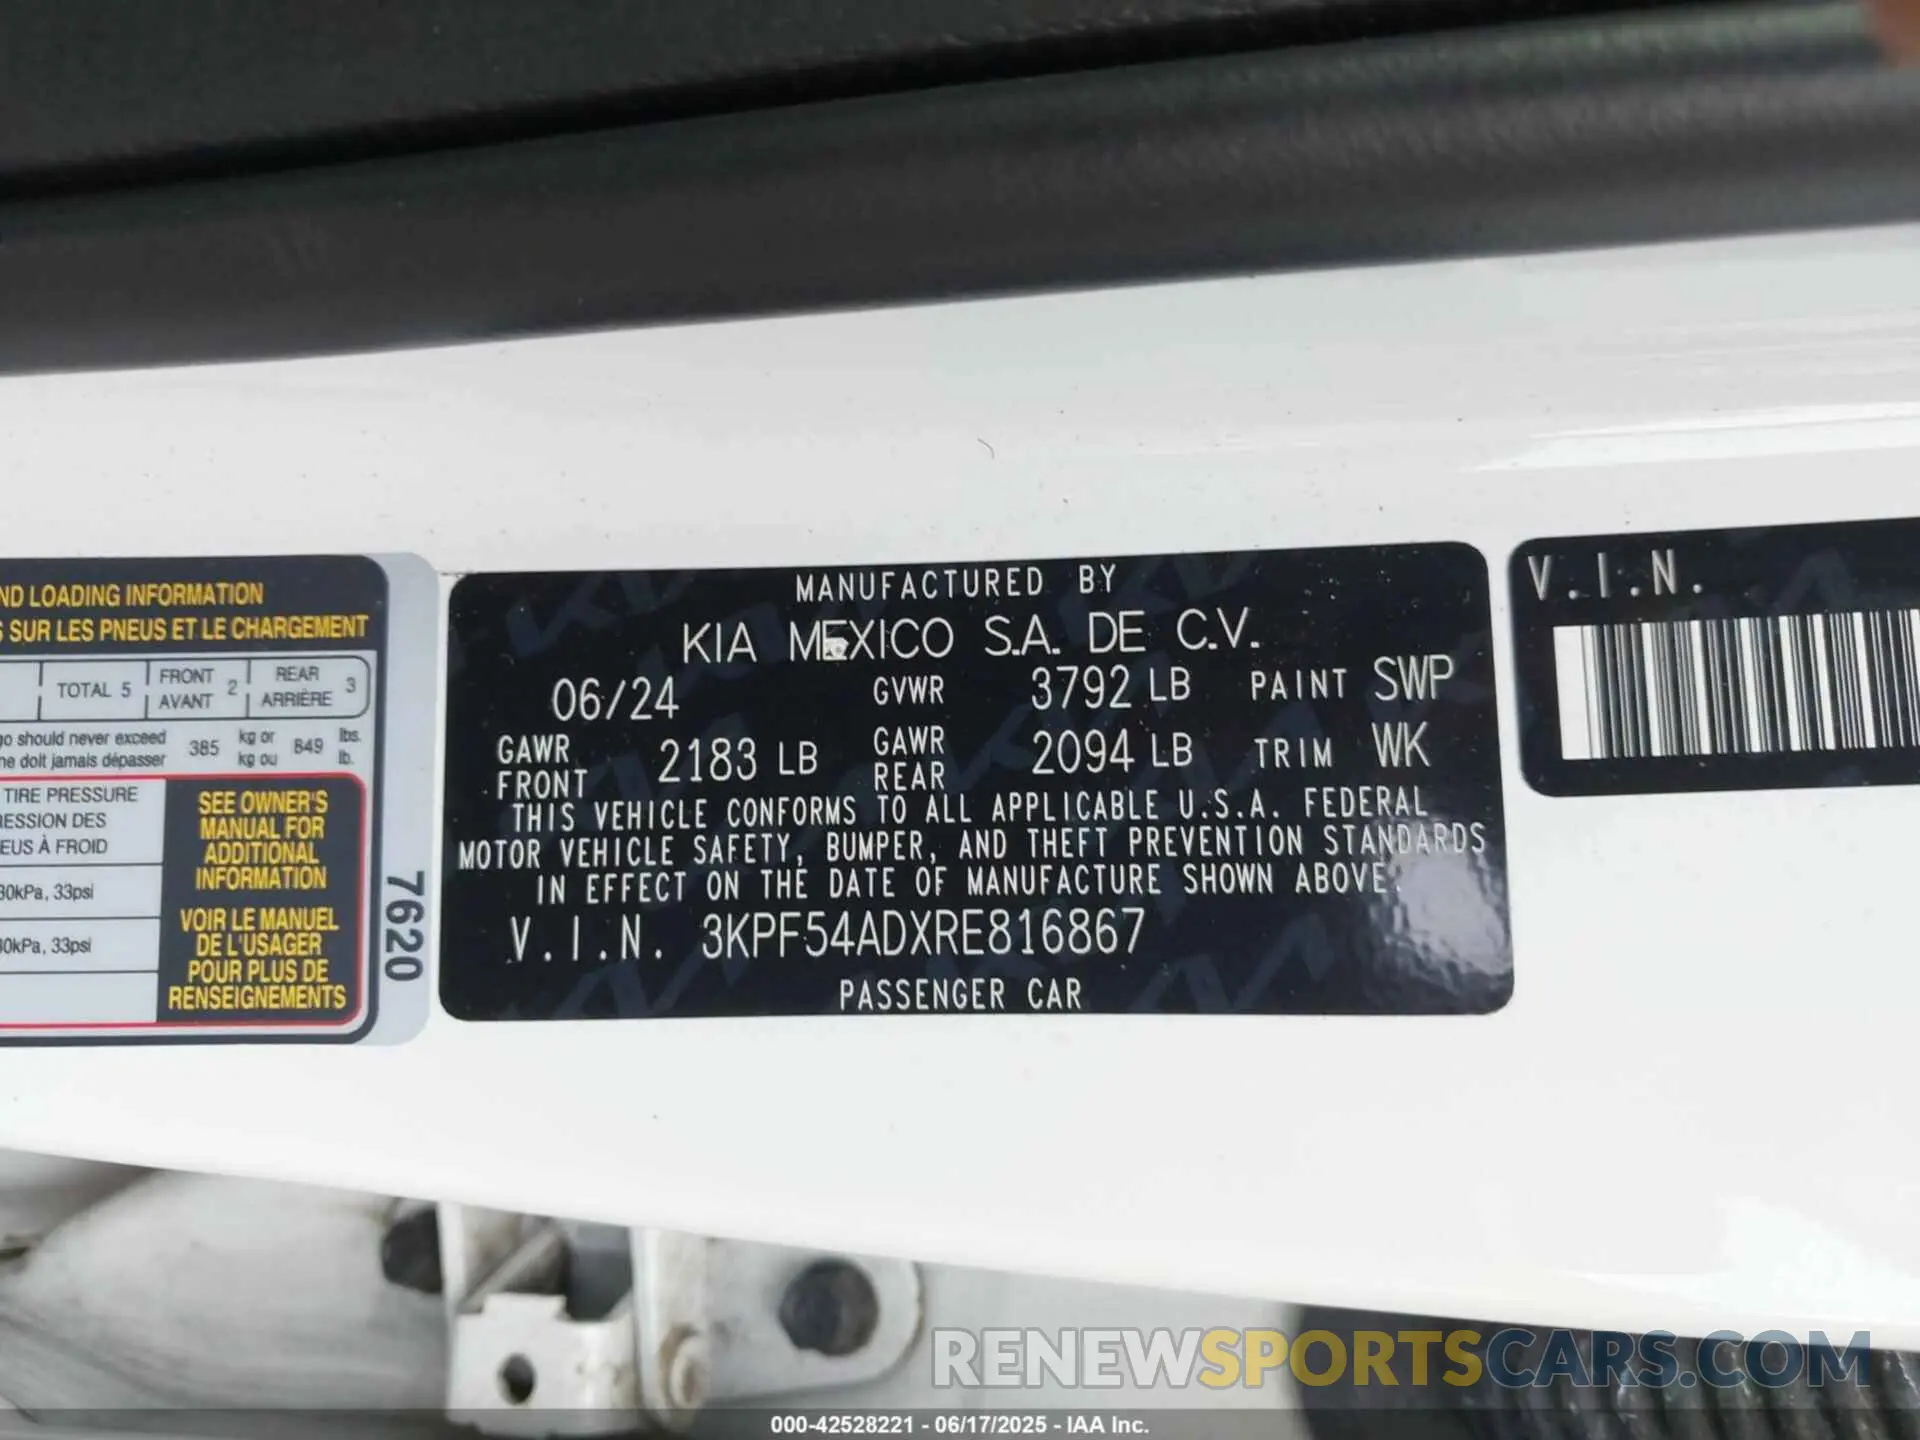 ND LOADING INFORMATION
S SUR LES PNEUS ET LE CHARGEMENT
TOTAL 5
FRONT
AVANT 2
REAR
ARRIÈRE 3
go should never exceed
ne doit jamais dépasser
385
kg or
kg ou
849
lbs.
lb.
TIRE PRESSURE
RESSION DES
EUS À FROID
30kPa, 33psi
30kPa, 33psi
SEE OWNER'S
MANUAL FOR
ADDITIONAL
INFORMATION
VOIR LE MANUEL
DE L'USAGER
POUR PLUS DE
RENSEIGNEMENTS
7620
MANUFACTURED BY
KIA MEXICO S.A. DE C.V.
06/24 GVWR 3792 LB PAINT SWP
GAWR FRONT 2183 LB GAWR REAR 2094 LB TRIM WK
THIS VEHICLE CONFORMS TO ALL APPLICABLE U.S.A. FEDERAL
MOTOR VEHICLE SAFETY, BUMPER, AND THEFT PREVENTION STANDARDS
IN EFFECT ON THE DATE OF MANUFACTURE SHOWN ABOVE.
V.I.N. 3KPF54ADXRE816867
PASSENGER CAR
V.I.N.
RENEWSPORTSCARS.COM
000-42528221 - 06/17/2025 - IAA Inc.